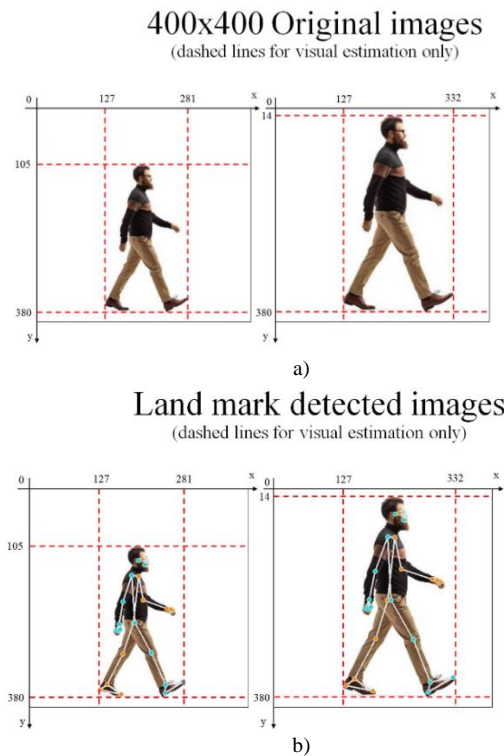 400x400 Original images
(dashed lines for visual estimation only)
0 127 281 x
0 127 332
14
105
380
380
y
y
a)
Land mark detected images
(dashed lines for visual estimation only)
0 127 281 x
0 127 332 x
14
105
380
380
y
y
b)